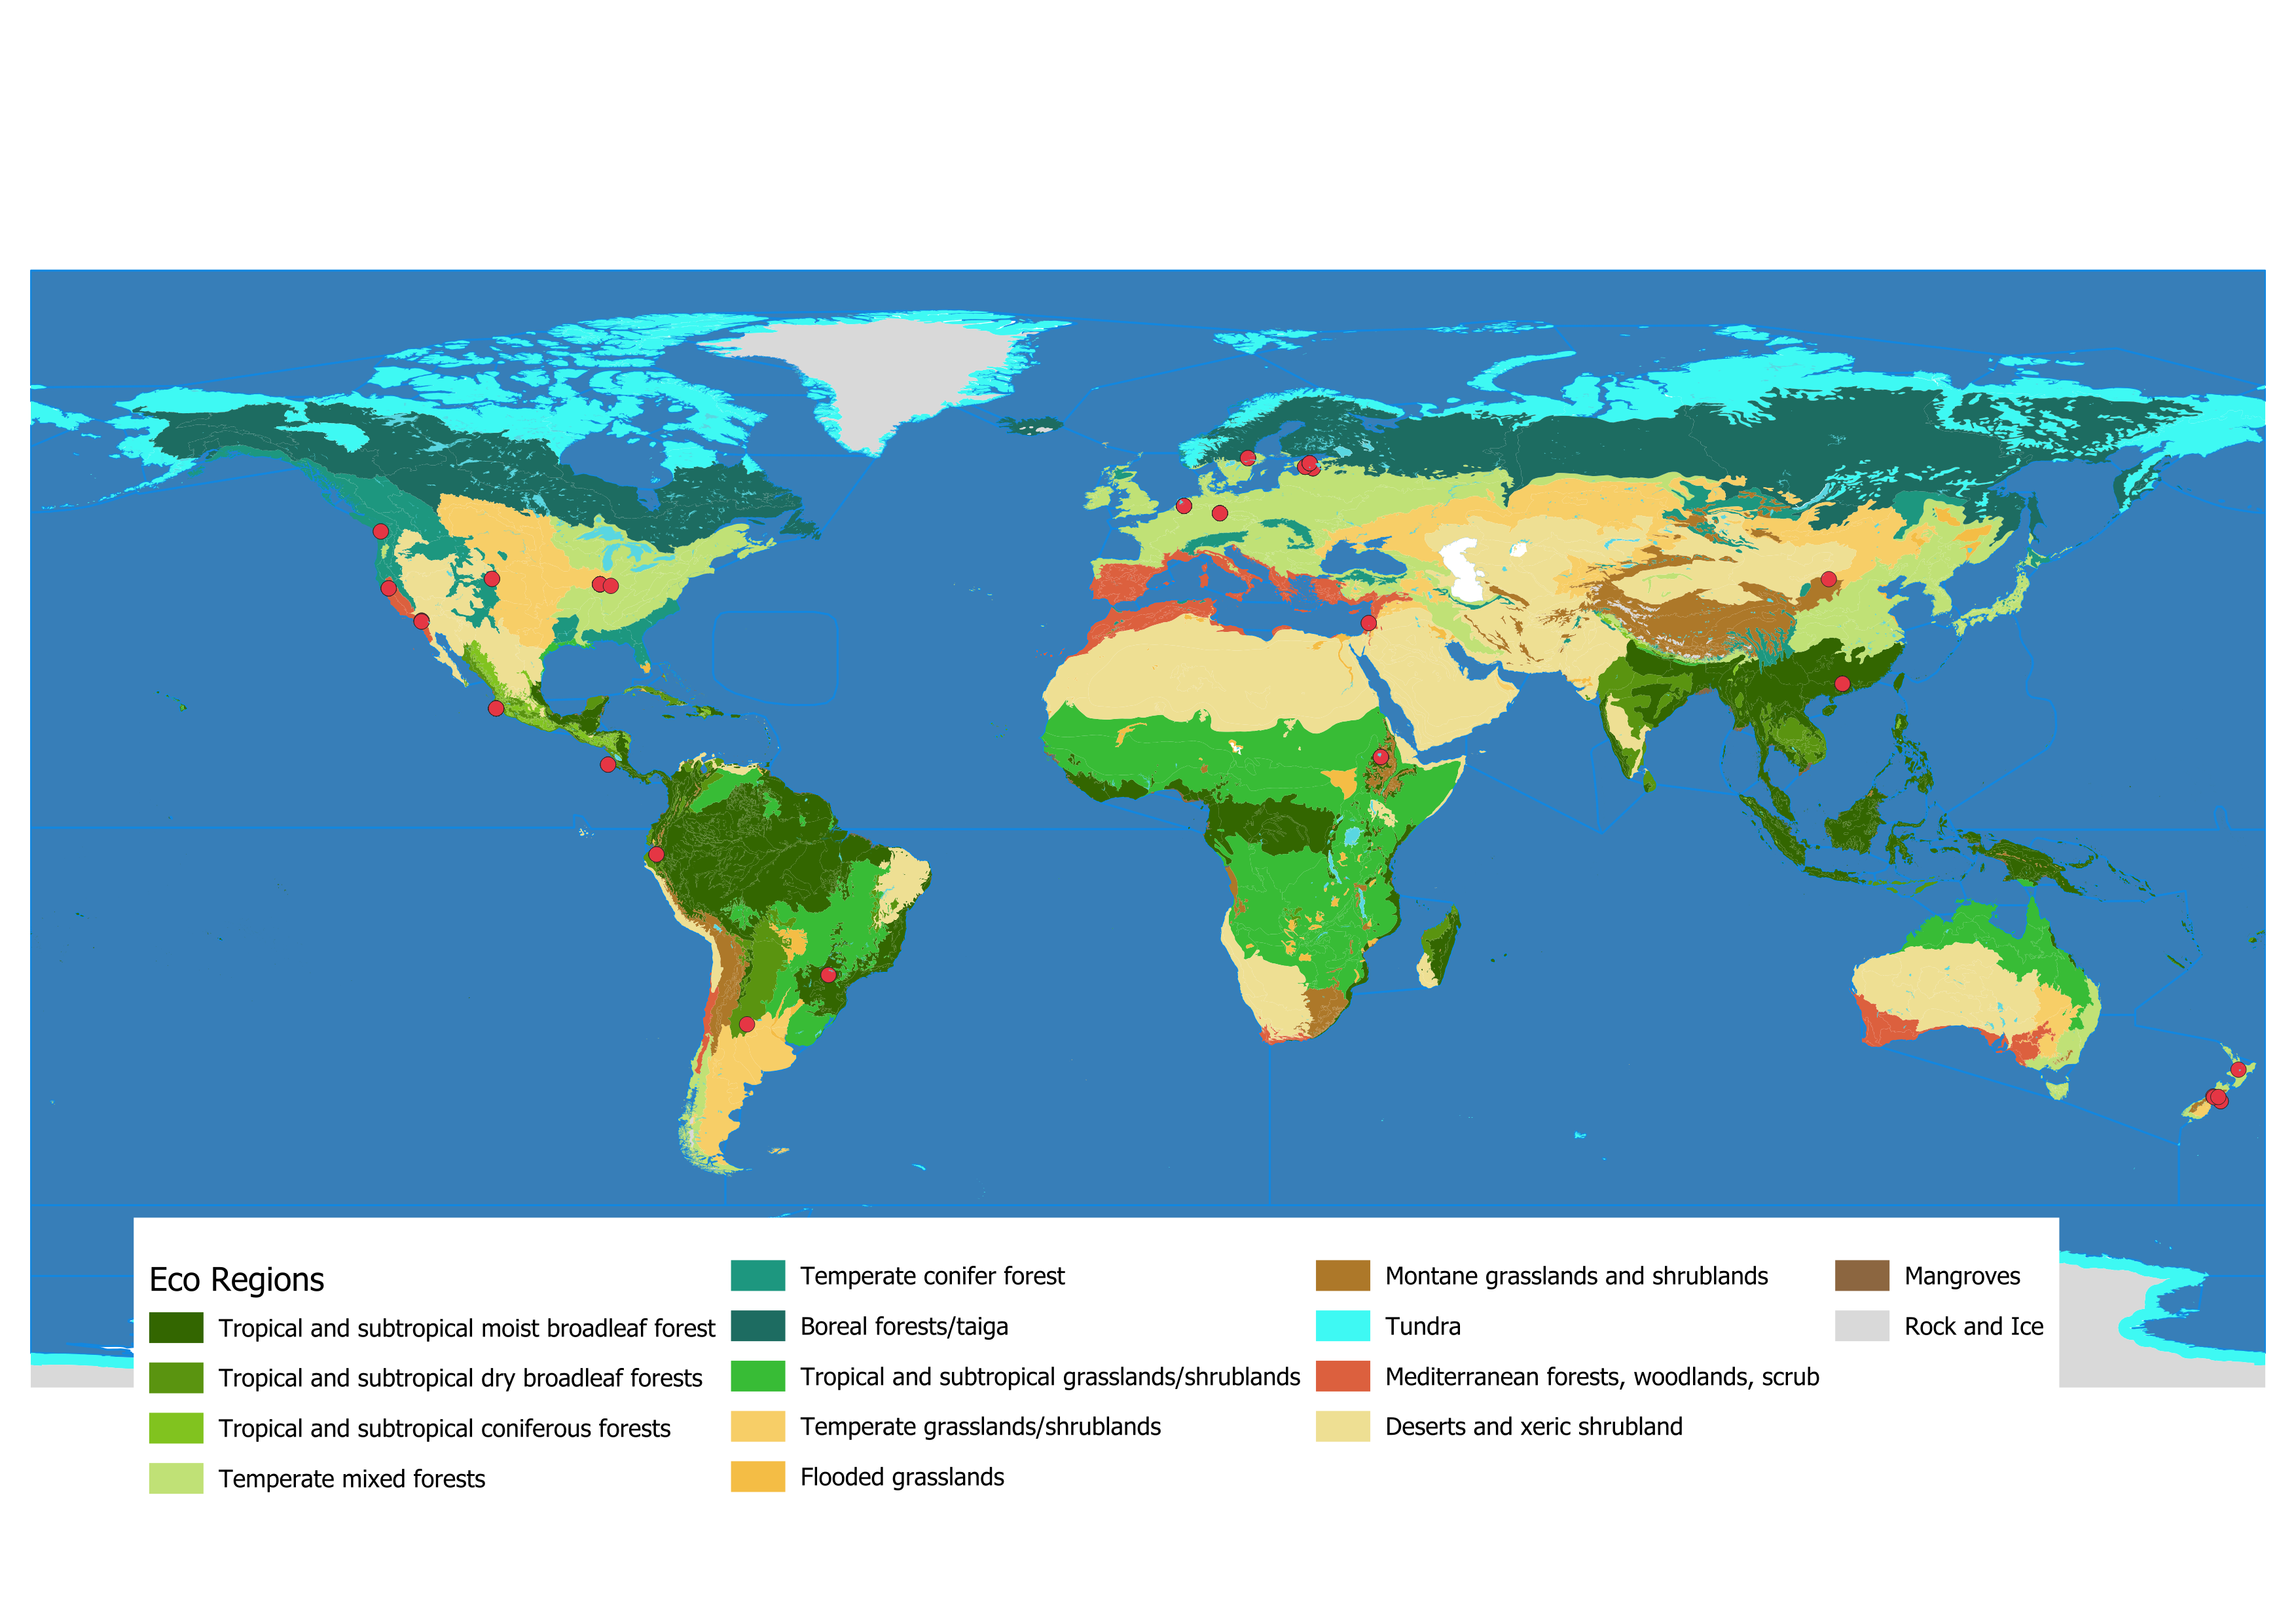 Eco Regions
Tropical and subtropical moist broadleaf forest
Tropical and subtropical dry broadleaf forests
Tropical and subtropical coniferous forests
Temperate mixed forests
Temperate conifer forest
Boreal forests/taiga
Tropical and subtropical grasslands/shrublands
Temperate grasslands/shrublands
Flooded grasslands
Montane grasslands and shrublands
Tundra
Mediterranean forests, woodlands, scrub
Deserts and xeric shrubland
Mangroves
Rock and Ice